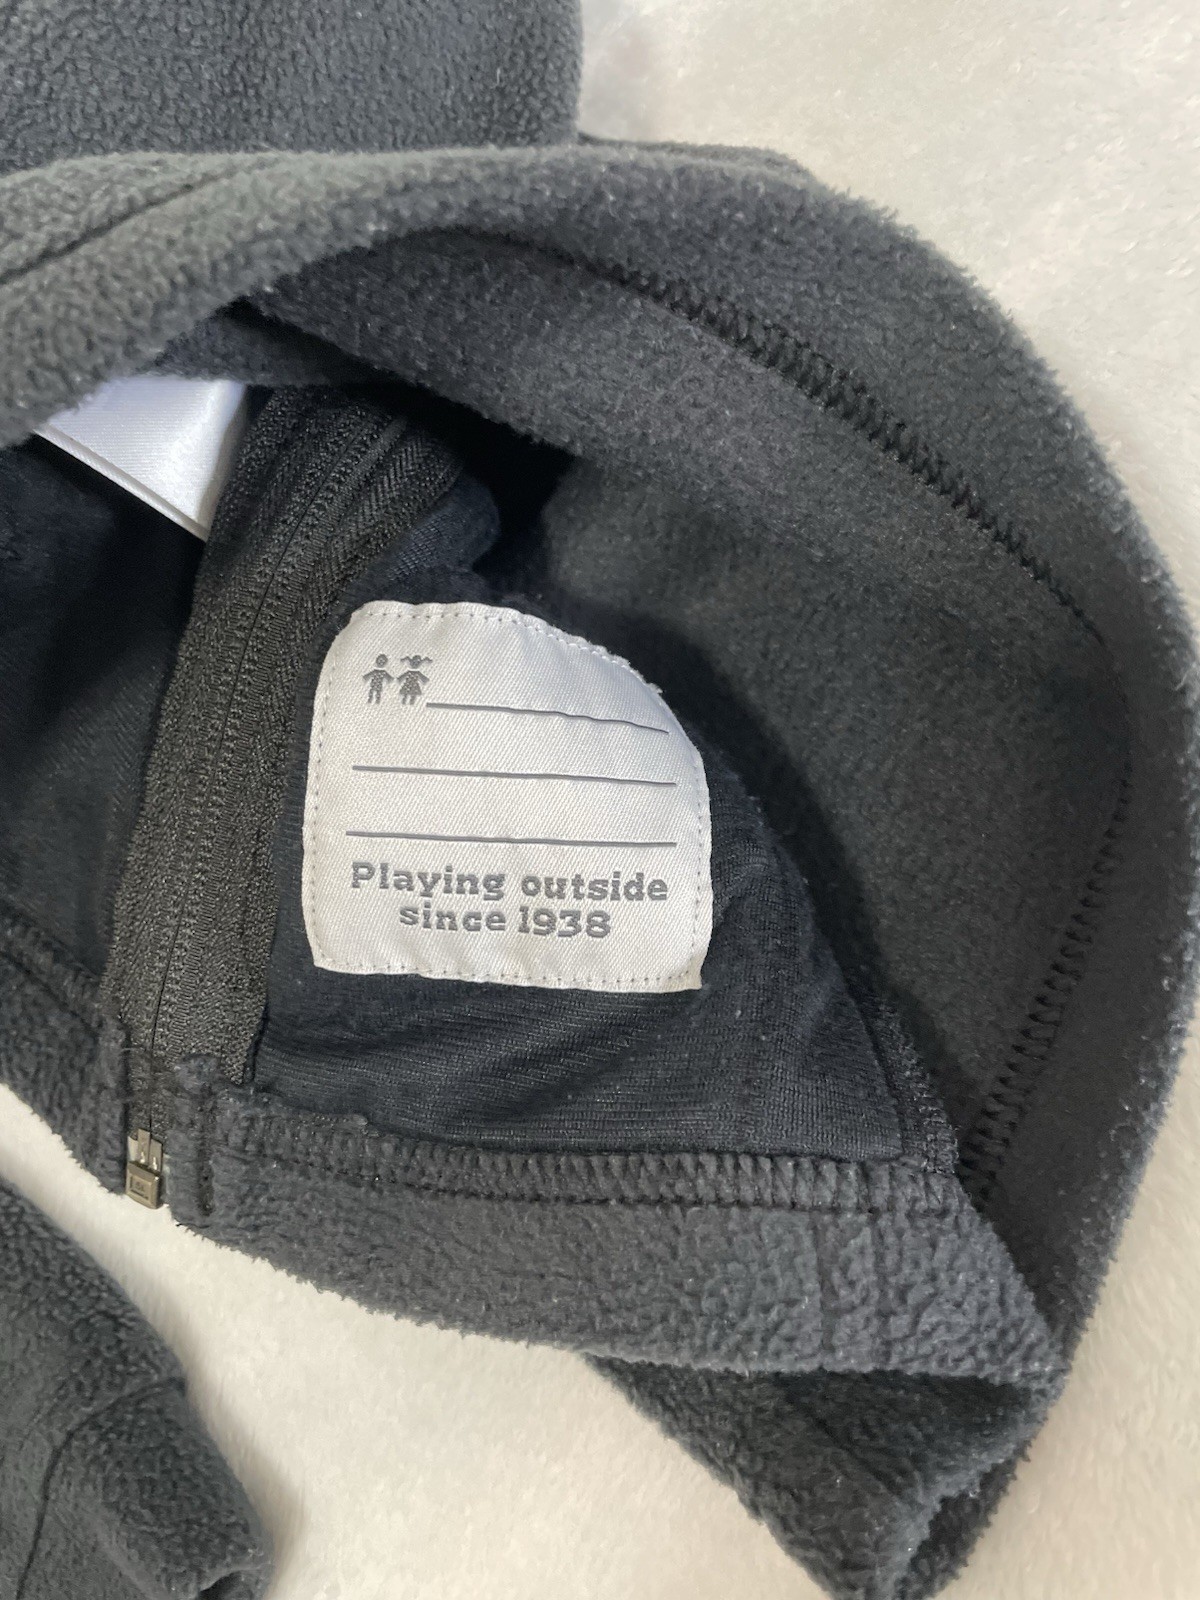 Playing outside
since 1938